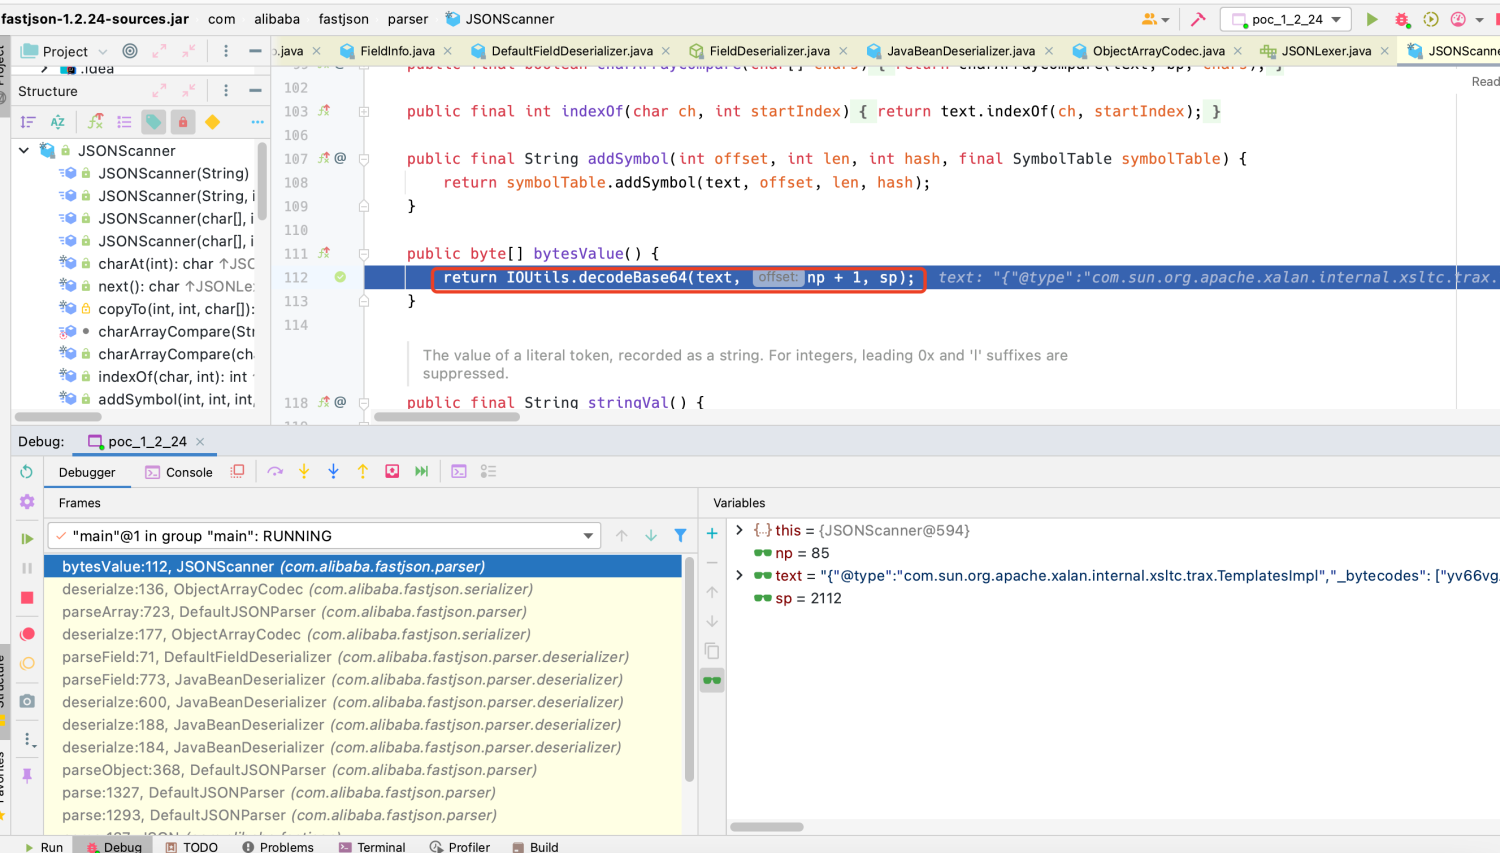 fastjson-1.2.24-sources.jar com alibaba fastjson parser JSONScanner
poc_1_2_24
Project
.java FieldInfo.java DefaultFieldDeserializer.java FieldDeserializer.java JavaBeanDeserializer.java ObjectArrayCodec.java JSONLexer.java JSONScanne
.idea
Structure
JSONScanner
JSONScanner(String)
JSONScanner(String, i
JSONScanner(char[], i
JSONScanner(char[], i
charAt(int): char ↑JSC
next(): char ↑JSONLe
copyTo(int, int, char[]):
charArrayCompare(Str
charArrayCompare(ch
indexOf(char, int): int
addSymbol(int, int, int,
Read
public final boolean charArrayCompare(char[] chars) { return charArrayCompare(text, bp, chars); }
102
103 public final int indexOf(char ch, int startIndex) { return text.indexOf(ch, startIndex); }
106
107 @ public final String addSymbol(int offset, int len, int hash, final SymbolTable symbolTable) {
108 return symbolTable.addSymbol(text, offset, len, hash);
109 }
110
111 public byte[] bytesValue() {
112 return IOUtils.decodeBase64(text, offset: np + 1, sp); text: "{"@type":"com.sun.org.apache.xalan.internal.xsltc.trax.
113 }
114
The value of a literal token, recorded as a string. For integers, leading 0x and 'l' suffixes are
suppressed.
118 @ public final String stringVal() {
119
Debug: poc_1_2_24
Debugger Console
Frames
"main"@1 in group "main": RUNNING
bytesValue:112, JSONScanner (com.alibaba.fastjson.parser)
deserialze:136, ObjectArrayCodec (com.alibaba.fastjson.serializer)
parseArray:723, DefaultJSONParser (com.alibaba.fastjson.parser)
deserialze:177, ObjectArrayCodec (com.alibaba.fastjson.serializer)
parseField:71, DefaultFieldDeserializer (com.alibaba.fastjson.parser.deserializer)
parseField:773, JavaBeanDeserializer (com.alibaba.fastjson.parser.deserializer)
deserialze:600, JavaBeanDeserializer (com.alibaba.fastjson.parser.deserializer)
deserialze:188, JavaBeanDeserializer (com.alibaba.fastjson.parser.deserializer)
deserialze:184, JavaBeanDeserializer (com.alibaba.fastjson.parser.deserializer)
parseObject:368, DefaultJSONParser (com.alibaba.fastjson.parser)
parse:1327, DefaultJSONParser (com.alibaba.fastjson.parser)
parse:1293, DefaultJSONParser (com.alibaba.fastjson.parser)
Variables
this = {JSONScanner@594}
np = 85
text = "{"@type":"com.sun.org.apache.xalan.internal.xsltc.trax.TemplatesImpl","_bytecodes": ["yv66vg
sp = 2112
Structure
Favorites
Run Debug TODO Problems Terminal Profiler Build